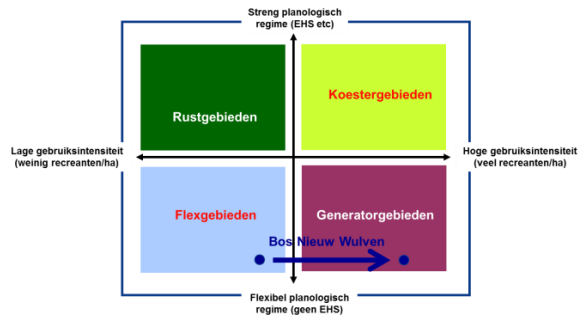 Streng planologisch
regime (EHS etc)
Koestergebieden
Rustgebieden
Lage gebruiksintensiteit
(weinig recreanten/ha)
Hoge gebruiksintensiteit
(veel recreanten/ha)
Flexgebieden
Generatorgebieden
Bos Nieuw Wulven
Flexibel planologisch
regime (geen EHS)